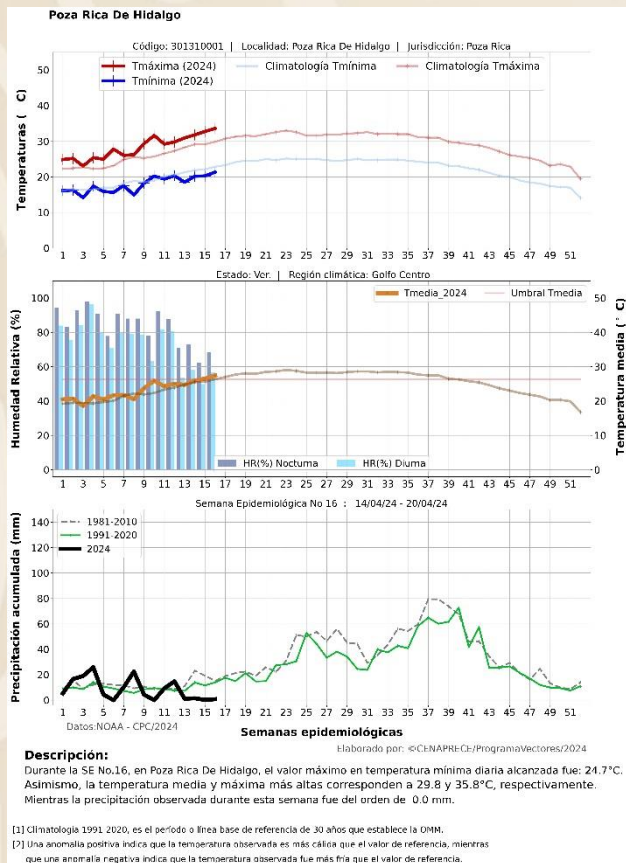 Poza Rica De Hidalgo
Código: 301310001 | Localidad: Poza Rica De Hidalgo | Jurisdicción: Poza Rica
Tmáxima (2024)
Climatología Tmínima
Climatología Tmáxima
Tmínima (2024)
Temperaturas ( C)
50
40
30
20
10
0
1 3 5 7 9 11 13 15 17 19 21 23 25 27 29 31 33 35 37 39 41 43 45 47 49 51
Estado: Ver. | Región climática: Golfo Centro
Tmedia_2024
Umbral Tmedia
Humedad Relativa (%)
100
80
60
40
20
0
Temperatura media (° C)
50
40
30
20
10
0
HR(%) Nocturna
HR(%) Diurna
1 3 5 7 9 11 13 15 17 19 21 23 25 27 29 31 33 35 37 39 41 43 45 47 49 51
Semana Epidemiológica No 16 : 14/04/24 - 20/04/24
1981-2010
1991-2020
2024
Precipitación acumulada (mm)
140
120
100
80
60
40
20
0
1 3 5 7 9 11 13 15 17 19 21 23 25 27 29 31 33 35 37 39 41 43 45 47 49 51
Datos:NOAA - CPC/2024
Semanas epidemiológicas
Elaborado por: ©CENAPRECE/ProgramaVectores/2024
Descripción:
Durante la SE No.16, en Poza Rica De Hidalgo, el valor máximo en temperatura mínima diaria alcanzada fue: 24.7°C.
Asimismo, la temperatura media y máxima más altas corresponden a 29.8 y 35.8°C, respectivamente.
Mientras la precipitación observada durante esta semana fue del orden de 0.0 mm.
[1] Climatología 1991 2020, es el período o línea base de referencia de 30 años que establece la OMM.
[2] Una anomalía positiva indica que la temperatura observada es más cálida que el valor de referencia, mientras
que una anomalía negativa indica que la temperatura observada fue más fría que el valor de referencia.